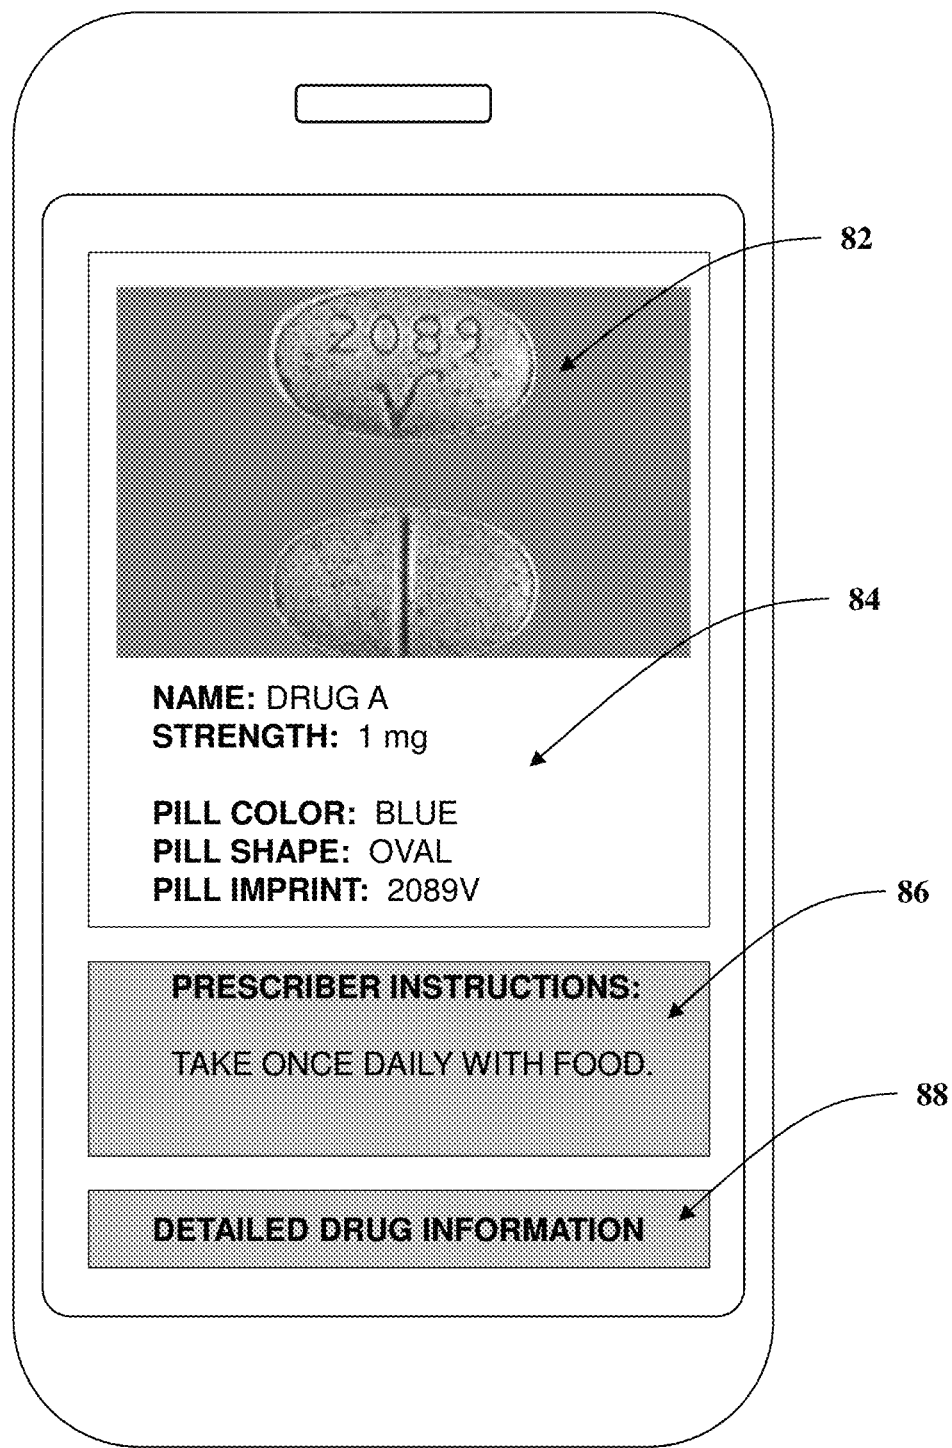 82
2089
V
84
NAME: DRUG A
STRENGTH: 1 mg
PILL COLOR: BLUE
PILL SHAPE: OVAL
PILL IMPRINT: 2089V
86
PRESCRIBER INSTRUCTIONS:
TAKE ONCE DAILY WITH FOOD.
88
DETAILED DRUG INFORMATION